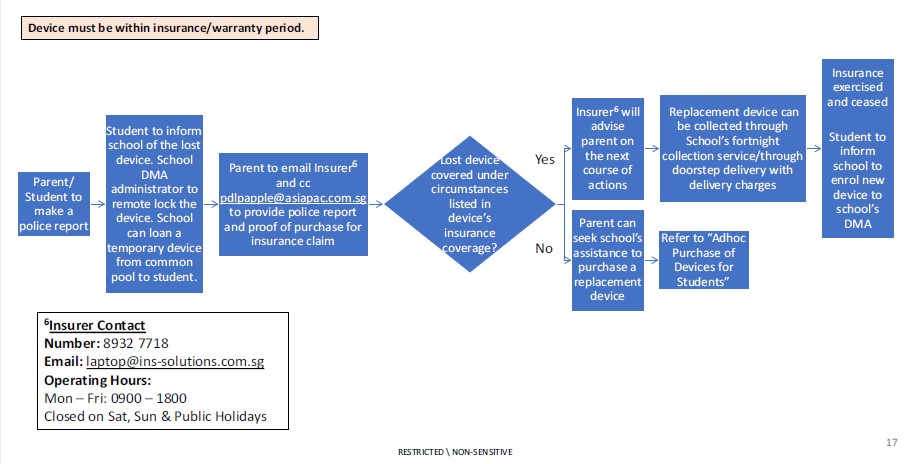 Device must be within insurance/warranty period.
Parent/
Student to
make a
police report
Student to inform
school of the lost
device. School
DMA
administrator to
remote lock the
device. School
can loan a
temporary device
from common
pool to student.
Parent to email Insurer⁶
and cc
pdlpapple@asiapac.com.sg
to provide police report
and proof of purchase for
insurance claim
Lost device
covered under
circumstances
listed in
device's
insurance
coverage?
Yes
Insurer⁶ will
advise
parent on
the next
course of
actions
Replacement device can
be collected through
School's fortnight
collection service/through
doorstep delivery with
delivery charges
Insurance
exercised
and ceased
Student to
inform
school to
enrol new
device to
school's
DMA
No
Parent can
seek school's
assistance to
purchase a
replacement
device
Refer to "Adhoc
Purchase of
Devices for
Students"
⁶Insurer Contact
Number: 8932 7718
Email: laptop@ins-solutions.com.sg
Operating Hours:
Mon – Fri: 0900 – 1800
Closed on Sat, Sun & Public Holidays
RESTRICTED \ NON-SENSITIVE
17